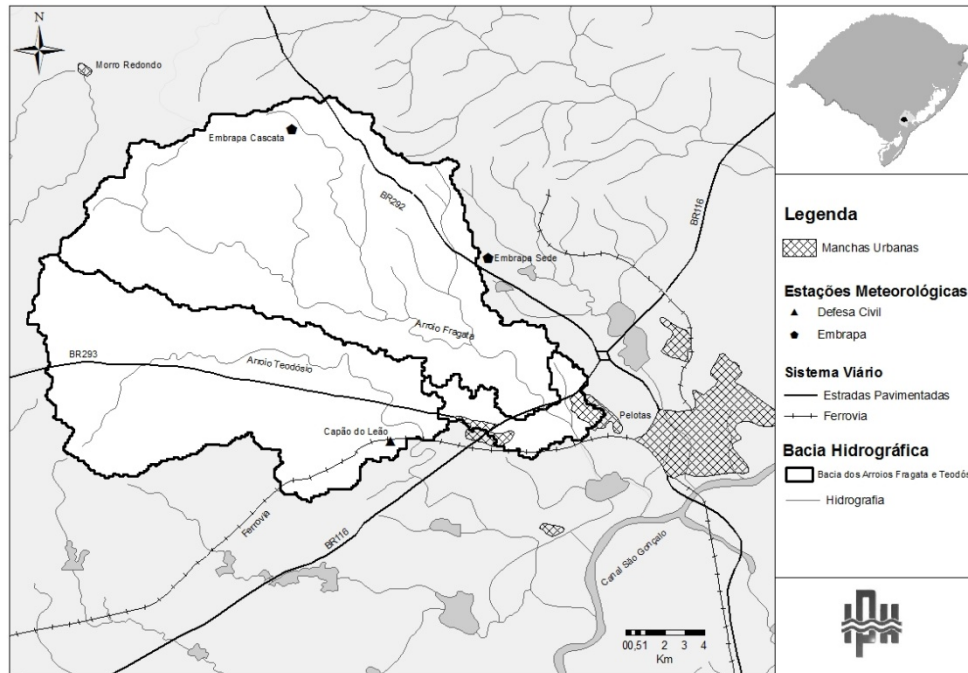 N
Morro Redondo
Embrapa Cascata
BR292
BR116
Embrapa Sede
Arroio Fragata
BR293
Arroio Teodósio
Pelotas
Capão do Leão
Ferrovia
BR116
Canal São Gonçalo
00,51 2 3 4
Km
Legenda
Manchas Urbanas
Estações Meteorológicas
Defesa Civil
Embrapa
Sistema Viário
Estradas Pavimentadas
Ferrovia
Bacia Hidrográfica
Bacia dos Arroios Fragata e Teodós
Hidrografia
IPH